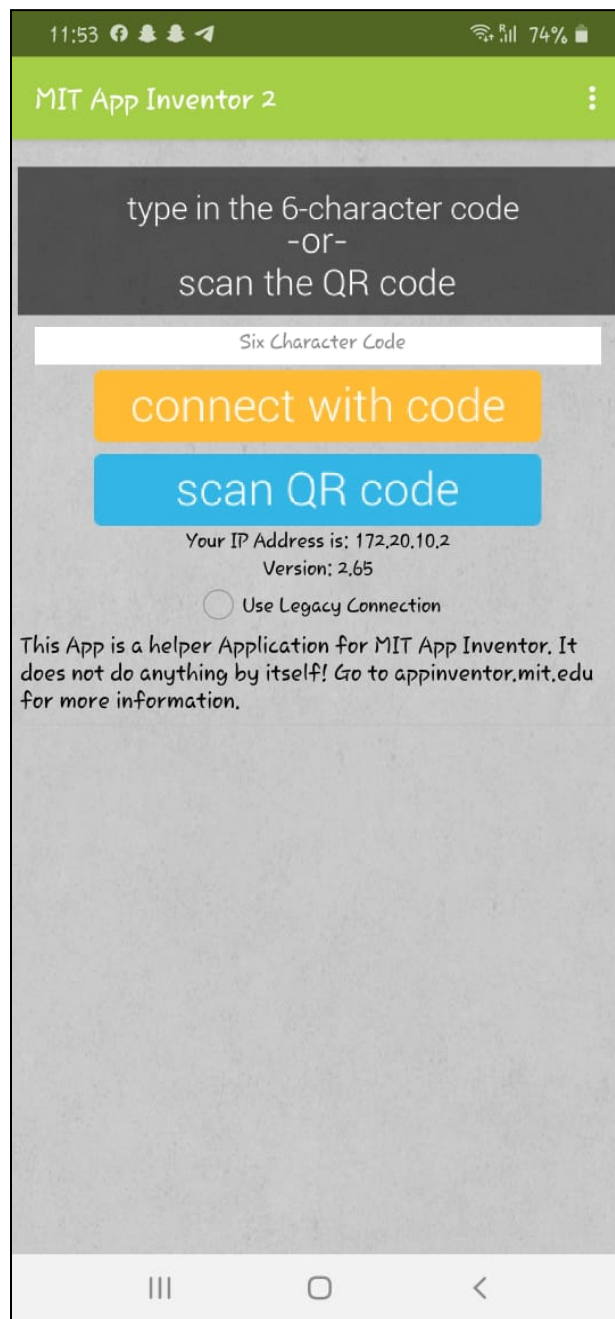 11:53 R 74%
MIT App Inventor 2
type in the 6-character code
-or-
scan the QR code
Six Character Code
connect with code
scan QR code
Your IP Address is: 172.20.10.2
Version: 2.65
Use Legacy Connection
This App is a helper Application for MIT App Inventor. It
does not do anything by itself! Go to appinventor.mit.edu
for more information.